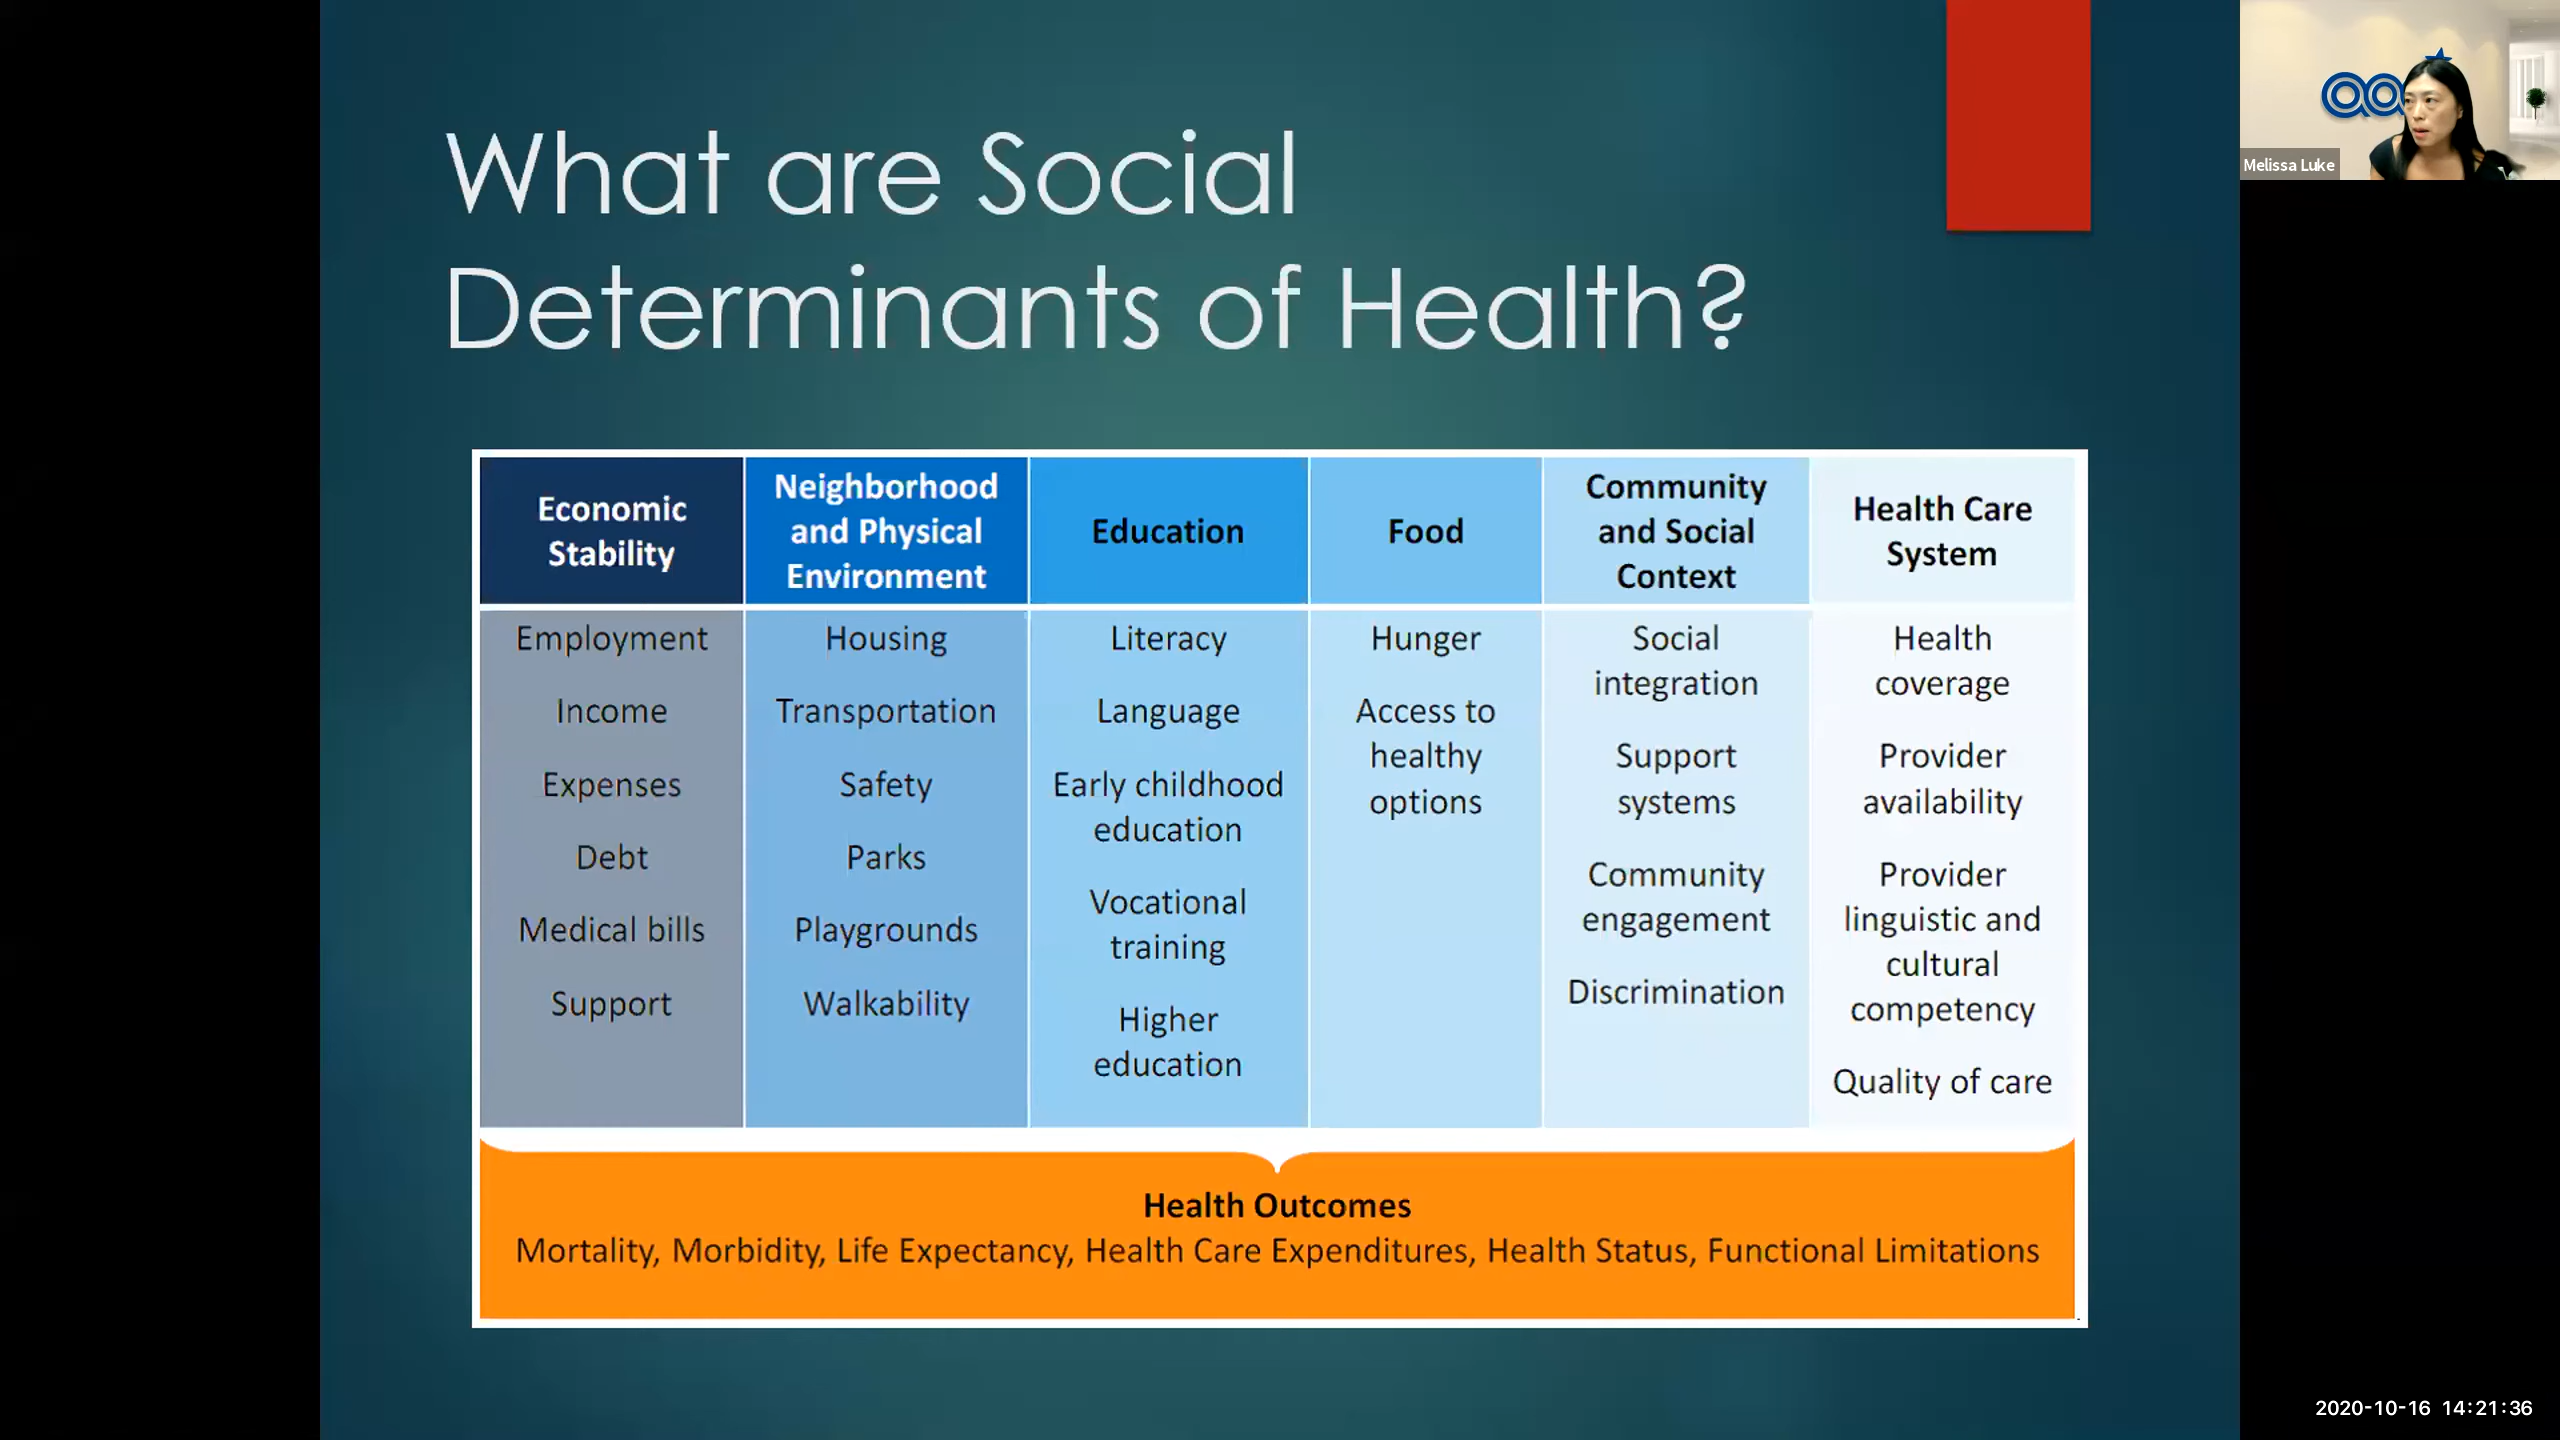 What are Social
Determinants of Health?
Economic
Stability
Neighborhood
and Physical
Environment
Education
Food
Community
and Social
Context
Health Care
System
Employment
Income
Expenses
Debt
Medical bills
Support
Housing
Transportation
Safety
Parks
Playgrounds
Walkability
Literacy
Language
Early childhood
education
Vocational
training
Higher
education
Hunger
Access to
healthy
options
Social
integration
Support
systems
Community
engagement
Discrimination
Health
coverage
Provider
availability
Provider
linguistic and
cultural
competency
Quality of care
Health Outcomes
Mortality, Morbidity, Life Expectancy, Health Care Expenditures, Health Status, Functional Limitations
Melissa Luke
2020-10-16 14:21:36